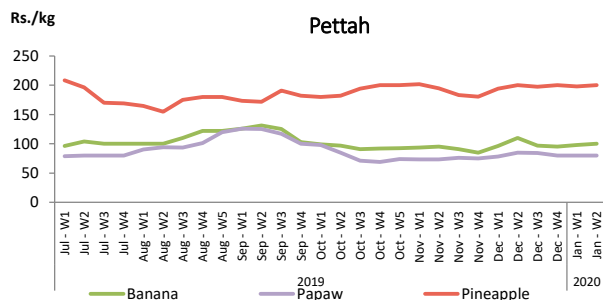 Rs./kg
Pettah
250
200
150
100
50
0
Jul - W1
Jul - W2
Jul - W3
Jul - W4
Aug - W1
Aug - W2
Aug - W3
Aug - W4
Aug - W5
Sep - W1
Sep - W2
Sep - W3
Sep - W4
Oct - W1
Oct - W2
Oct - W3
Oct - W4
Oct - W5
Nov - W1
Nov - W2
Nov - W3
Nov - W4
Dec - W1
Dec - W2
Dec - W3
Dec - W4
Jan - W1
Jan - W2
2019 2020
Banana Papaw Pineapple